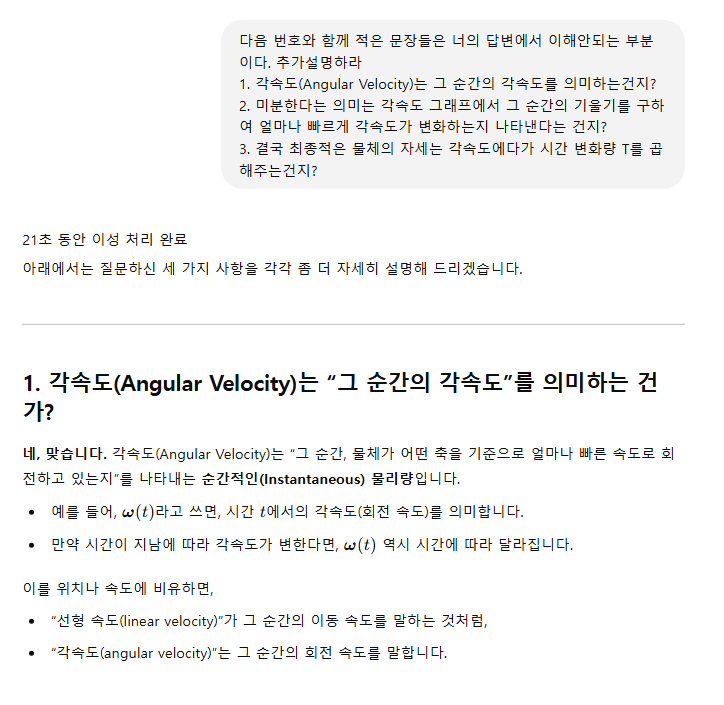 다음 번호와 함께 적은 문장들은 너의 답변에서 이해안되는 부분
이다. 추가설명하라
1. 각속도(Angular Velocity)는 그 순간의 각속도를 의미하는건지?
2. 미분한다는 의미는 각속도 그래프에서 그 순간의 기울기를 구하
여 얼마나 빠르게 각속도가 변화하는지 나타낸다는 건지?
3. 결국 최종적은 물체의 자세는 각속도에다가 시간 변화량 T를 곱
해주는건지?
21초 동안 이성 처리 완료
아래에서는 질문하신 세 가지 사항을 각각 좀 더 자세히 설명해 드리겠습니다.
1. 각속도(Angular Velocity)는 “그 순간의 각속도”를 의미하는 건
가?
네, 맞습니다. 각속도(Angular Velocity)는 “그 순간, 물체가 어떤 축을 기준으로 얼마나 빠른 속도로 회
전하고 있는지”를 나타내는 순간적인(Instantaneous) 물리량입니다.
• 예를 들어, ω(t)라고 쓰면, 시간 t에서의 각속도(회전 속도)를 의미합니다.
• 만약 시간이 지남에 따라 각속도가 변한다면, ω(t) 역시 시간에 따라 달라집니다.
이를 위치나 속도에 비유하면,
• “선형 속도(linear velocity)”가 그 순간의 이동 속도를 말하는 것처럼,
• “각속도(angular velocity)”는 그 순간의 회전 속도를 말합니다.